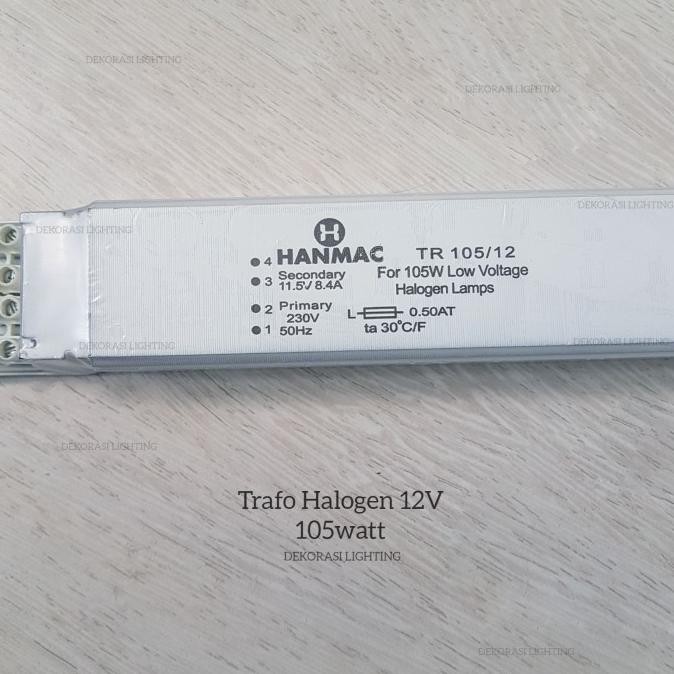 DEKORASI LIGHTING
DEKORASI LIGHTING
DEKORASI LIGHTING
DEKORASI LIGHTING
H
HANMAC TR 105/12
For 105W Low Voltage
Halogen Lamps
4
3 Secondary
11.5V 8.4A
2 Primary
230V
1 50Hz
L 0.50AT
ta 30°C/F
DEKORASI LIGHTING
DEKORASI LIGHTING
DEKORASI LIGHTING
DEKORASI LIGHTING
Trafo Halogen 12V
105watt
DEKORASI LIGHTING
DEKORASI LIGHTING